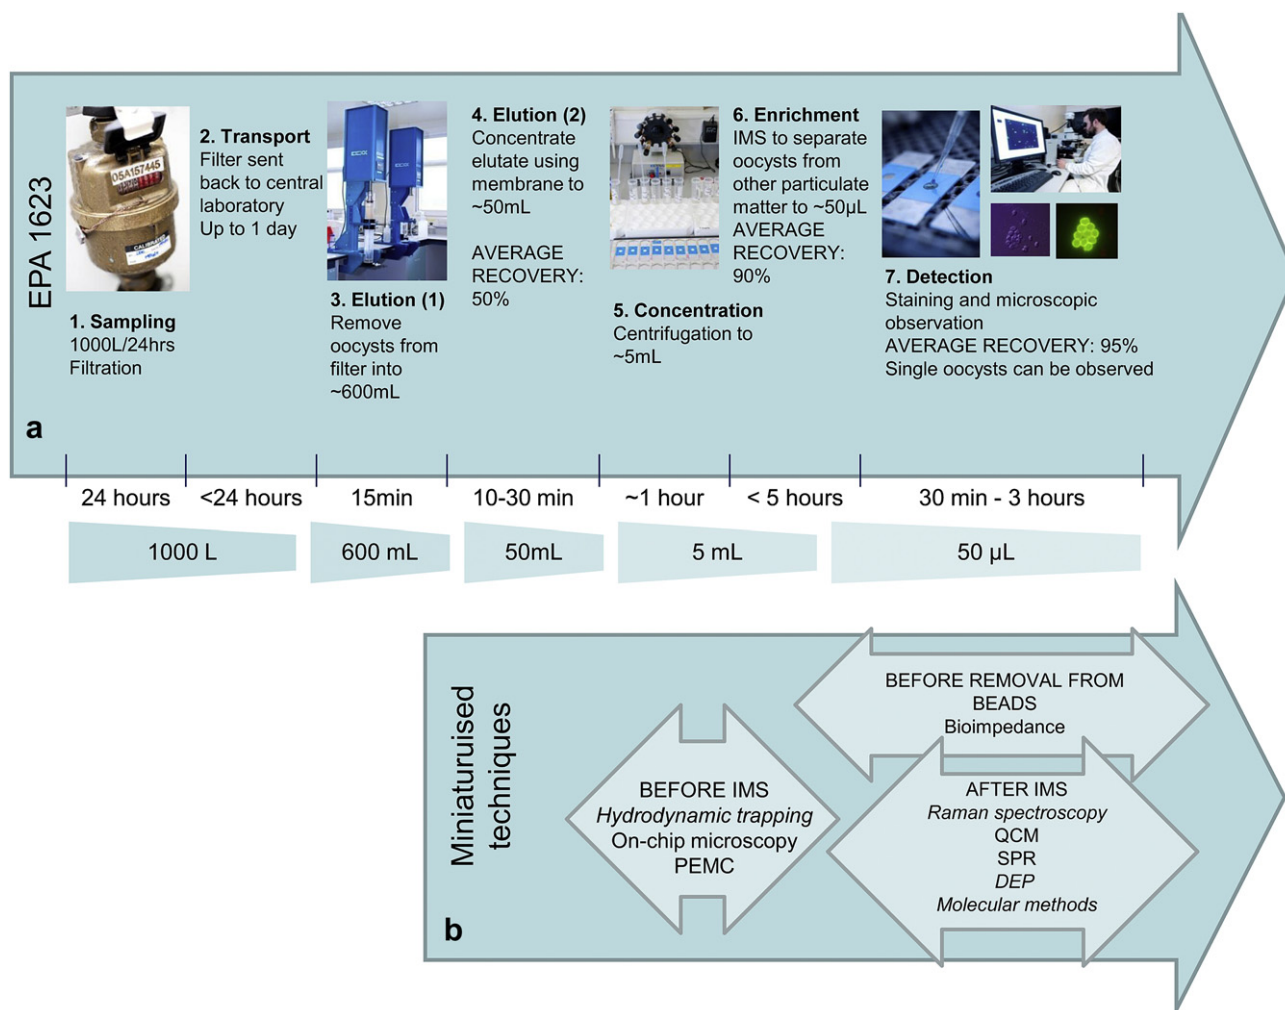 EPA 1623
05A157445
CALIBRATED
1. Sampling
1000L/24hrs
Filtration
2. Transport
Filter sent
back to central
laboratory
Up to 1 day
3. Elution (1)
Remove
oocysts from
filter into
~600mL
4. Elution (2)
Concentrate
elutate using
membrane to
~50mL
AVERAGE
RECOVERY:
50%
5. Concentration
Centrifugation to
~5mL
6. Enrichment
IMS to separate
oocysts from
other particulate
matter to ~50µL
AVERAGE
RECOVERY:
90%
7. Detection
Staining and microscopic
observation
AVERAGE RECOVERY: 95%
Single oocysts can be observed
a
24 hours
<24 hours
15min
10-30 min
~1 hour
< 5 hours
30 min - 3 hours
1000 L
600 mL
50mL
5 mL
50 µL
Miniaturuised
techniques
BEFORE IMS
Hydrodynamic trapping
On-chip microscopy
PEMC
BEFORE REMOVAL FROM
BEADS
Bioimpedance
AFTER IMS
Raman spectroscopy
QCM
SPR
DEP
Molecular methods
b